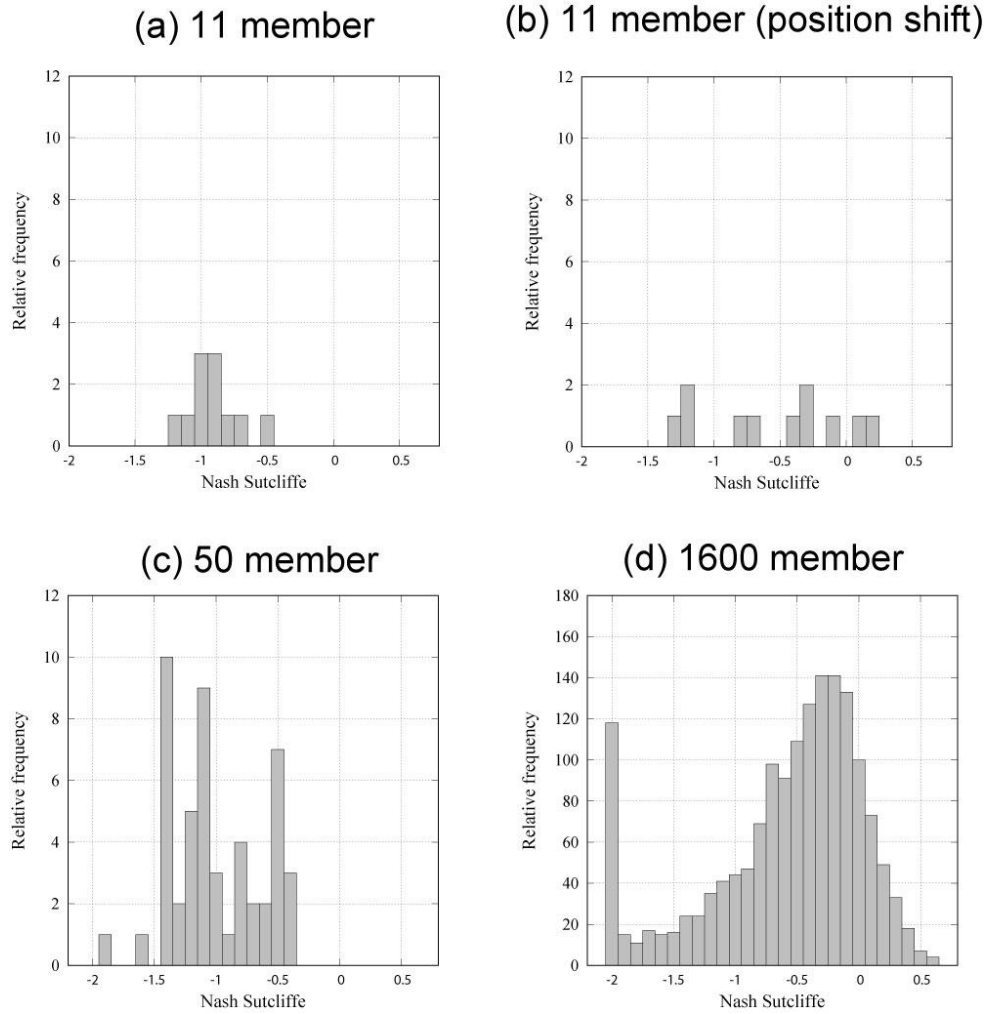 (a) 11 member
12
10
8
6
4
2
0
Relative frequency
-2 -1.5 -1 -0.5 0 0.5
Nash Sutcliffe
(b) 11 member (position shift)
12
10
8
6
4
2
0
Relative frequency
-2 -1.5 -1 -0.5 0 0.5
Nash Sutcliffe
(c) 50 member
12
10
8
6
4
2
0
Relative frequency
-2 -1.5 -1 -0.5 0 0.5
Nash Sutcliffe
(d) 1600 member
180
160
140
120
100
80
60
40
20
0
Relative frequency
-2 -1.5 -1 -0.5 0 0.5
Nash Sutcliffe